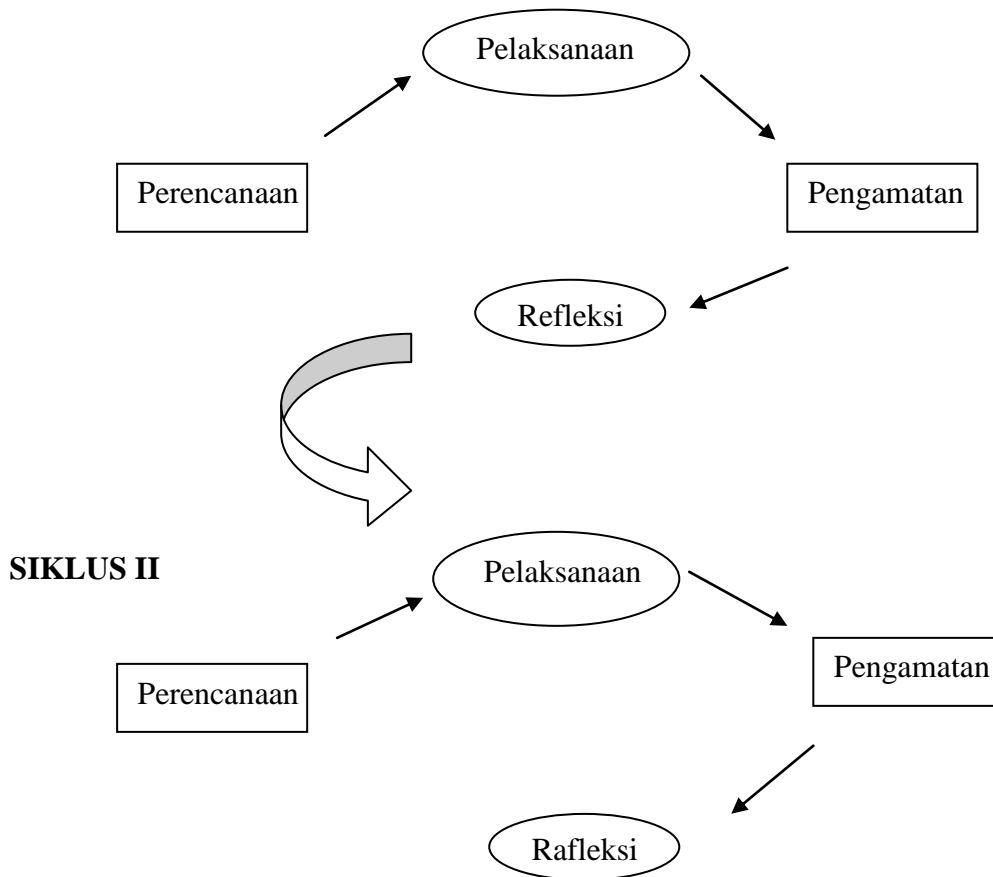 Pelaksanaan
Perencanaan
Pengamatan
Refleksi
SIKLUS II
Pelaksanaan
Perencanaan
Pengamatan
Rafleksi